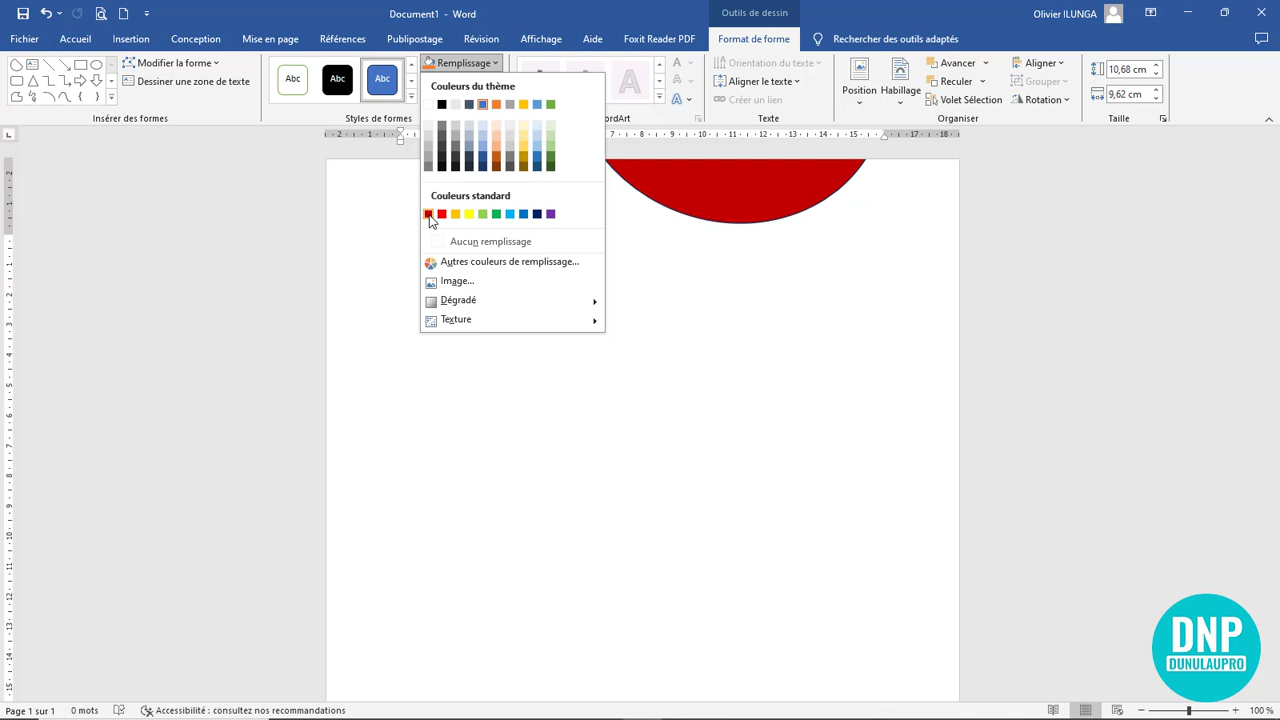 Document1 - Word
Outils de dessin
Olivier ILUNGA
Fichier
Accueil
Insertion
Conception
Mise en page
Références
Publipostage
Révision
Affichage
Aide
Foxit Reader PDF
Format de forme
Rechercher des outils adaptés
Modifier la forme
Dessiner une zone de texte
Insérer des formes
Abc
Abc
Abc
Styles de formes
Remplissage
Couleurs du thème
Couleurs standard
Aucun remplissage
Autres couleurs de remplissage...
Image...
Dégradé
Texture
A
ordArt
A
A
A
Orientation du texte
Aligner le texte
Créer un lien
Texte
Position
Habillage
Avancer
Reculer
Volet Sélection
Aligner
Grouper
Rotation
Organiser
10,68 cm
9,62 cm
Taille
DNP
DUNULAUPRO
Page 1 sur 1
0 mots
Accessibilité : consultez nos recommandations
100 %